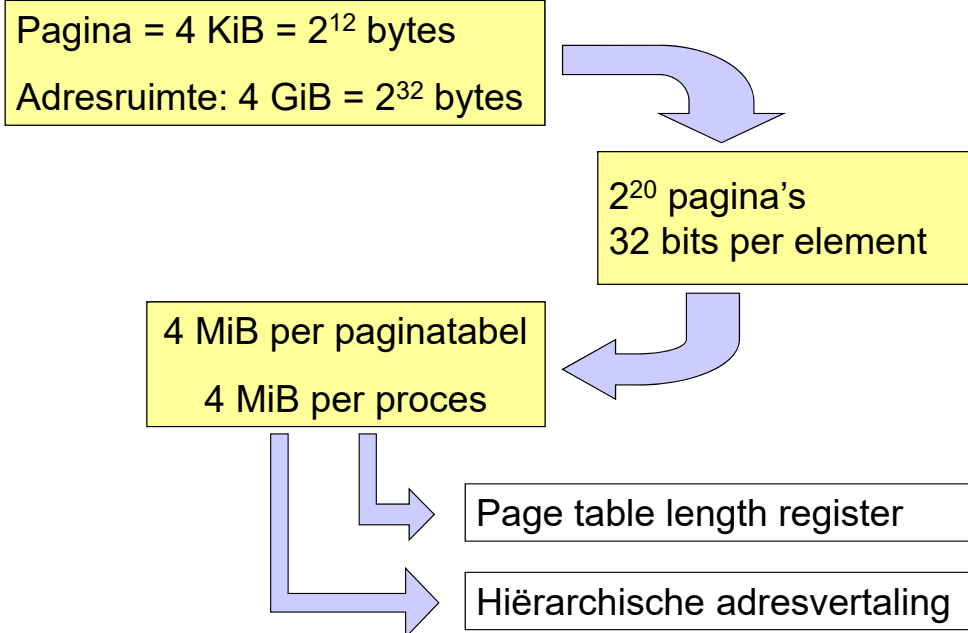 Pagina = 4 KiB = 2¹² bytes
Adresruimte: 4 GiB = 2³² bytes
2²⁰ pagina’s
32 bits per element
4 MiB per paginatabel
4 MiB per proces
Page table length register
Hiërarchische adresvertaling